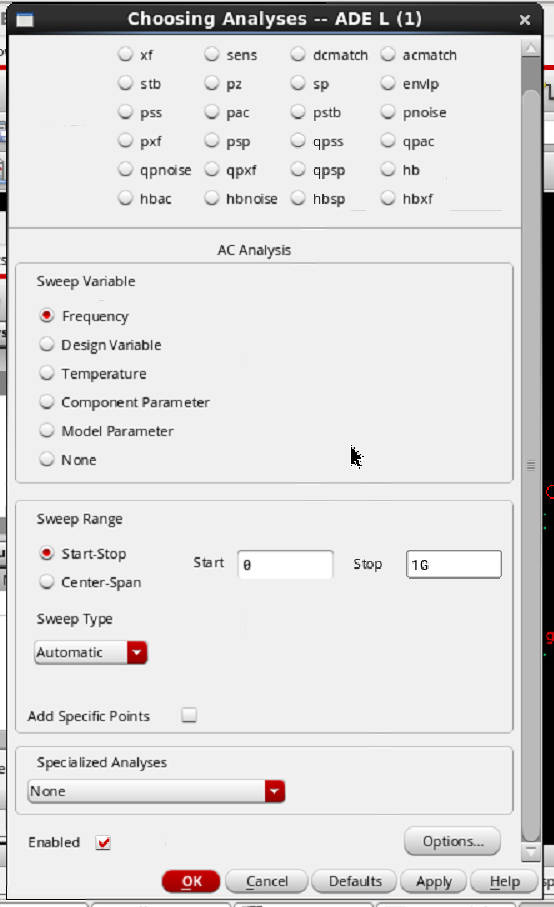 Choosing Analyses -- ADE L (1)
xf sens dcmatch acmatch
stb pz sp envlp
pss pac pstb pnoise
pxf psp qpss qpac
qpnoise qpxf qpsp hb
hbac hbnoise hbsp hbxf
AC Analysis
Sweep Variable
Frequency
Design Variable
Temperature
Component Parameter
Model Parameter
None
Sweep Range
Start-Stop Start 0 Stop 1G
Center-Span
Sweep Type
Automatic
Add Specific Points
Specialized Analyses
None
Enabled Options...
OK Cancel Defaults Apply Help